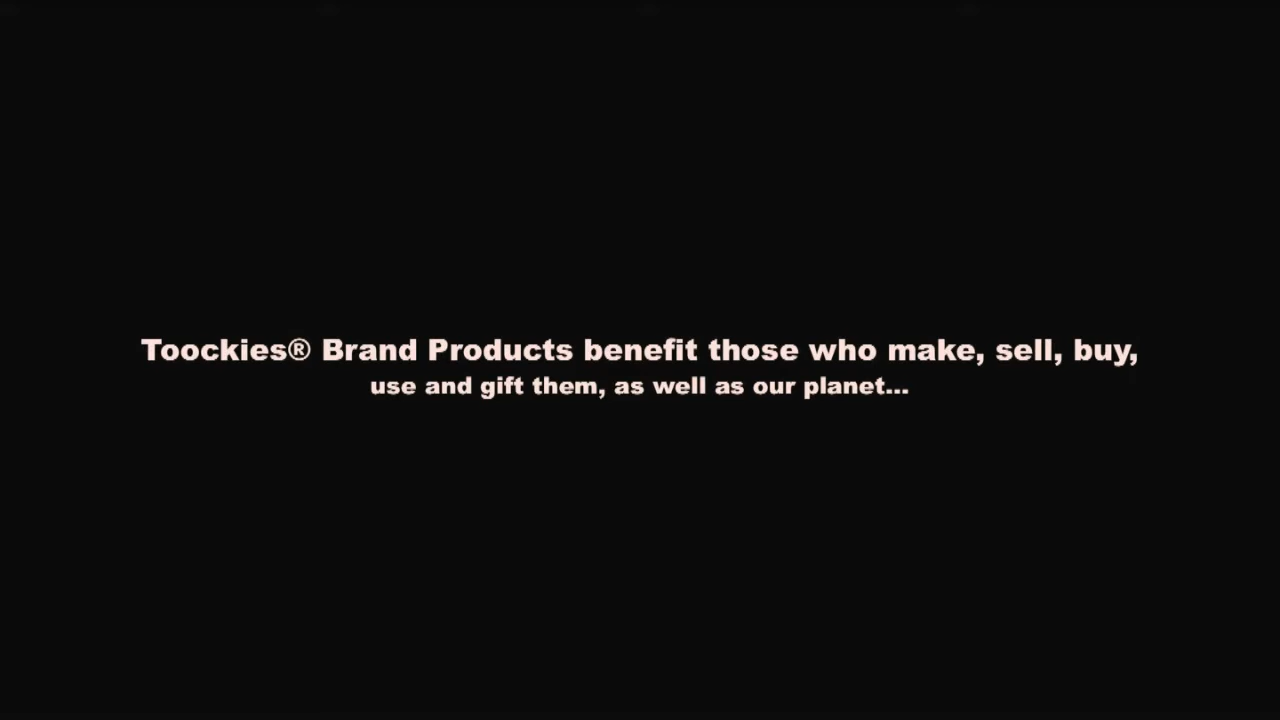 Toockies® Brand Products benefit those who make, sell, buy,
use and gift them, as well as our planet...